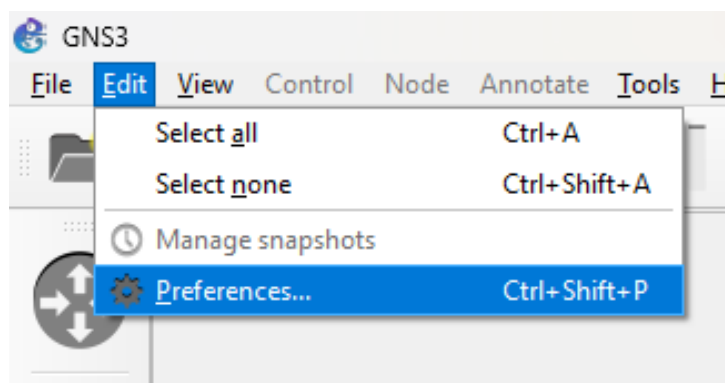 GNS3
File Edit View Control Node Annotate Tools
Select all Ctrl+A
Select none Ctrl+Shift+A
Manage snapshots
Preferences... Ctrl+Shift+P